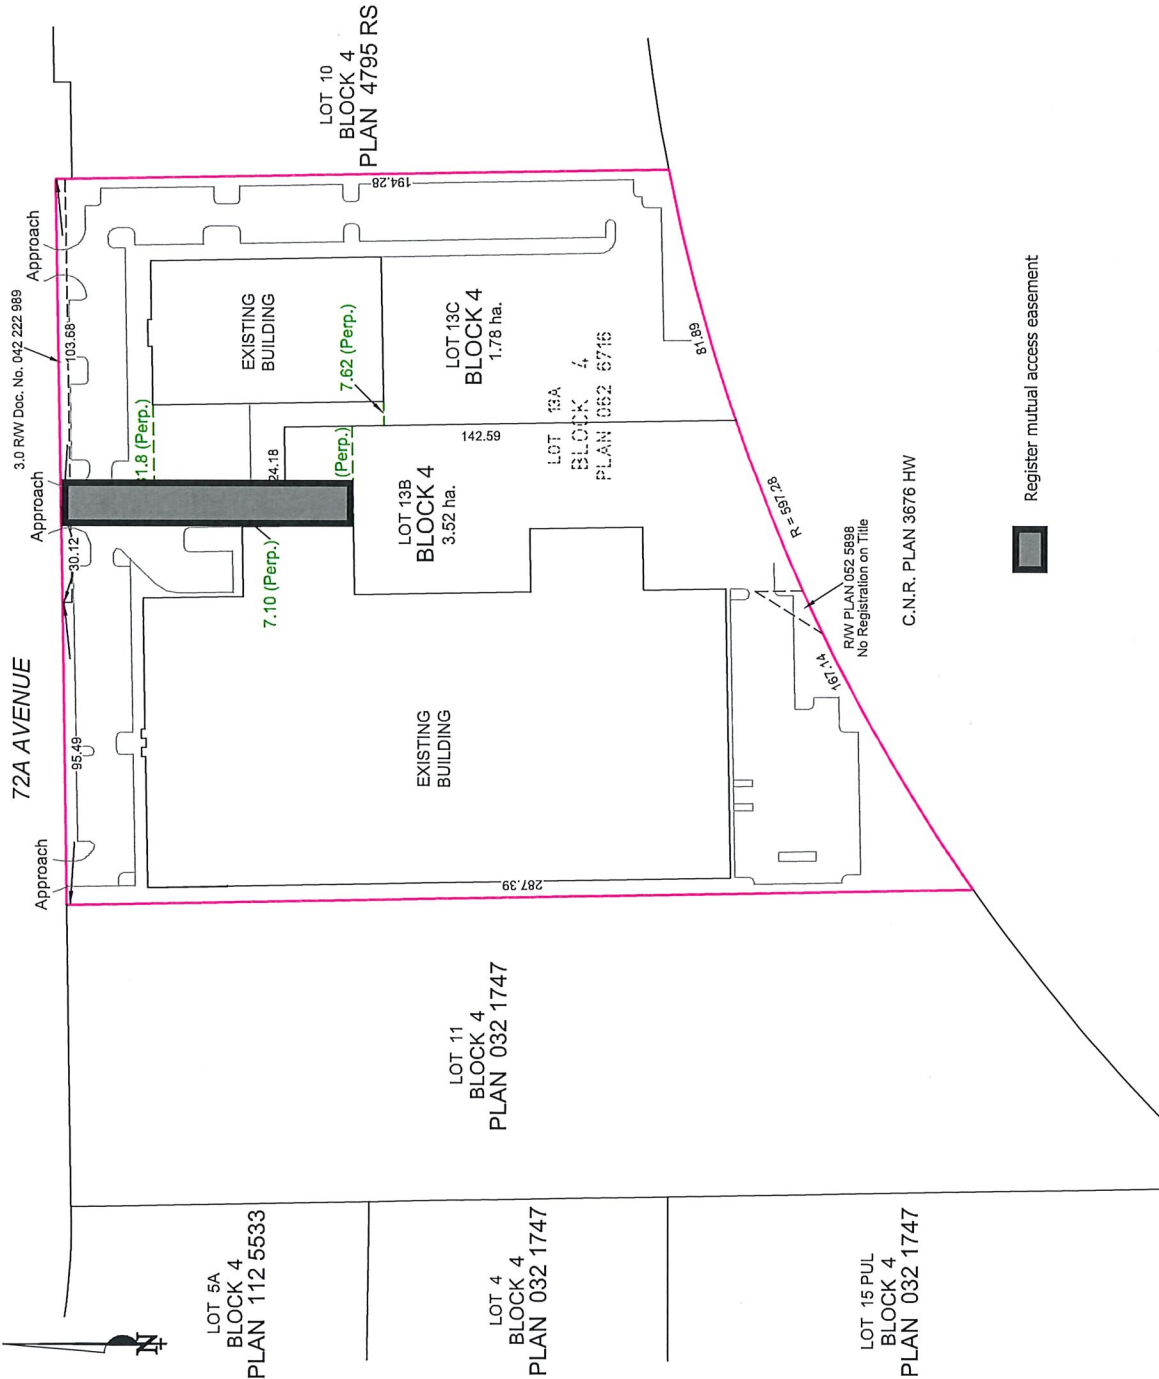 72A AVENUE
3.0 R/W Doc. No. 042 222 989
Approach
Approach
Approach
95.49
30.12
103.68
LOT 10
BLOCK 4
PLAN 4795 RS
194.28
EXISTING
BUILDING
31.8 (Perp.)
7.62 (Perp.)
24.18
(Perp.)
7.10 (Perp.)
LOT 13C
BLOCK 4
1.78 ha.
142.59
LOT 13A
BLOCK 4
PLAN 062 6716
LOT 13B
BLOCK 4
3.52 ha.
EXISTING
BUILDING
287.39
81.89
R = 597.28
167.14
R/W PLAN 052 5898
No Registration on Title
C.N.R. PLAN 3676 HW
Register mutual access easement
LOT 11
BLOCK 4
PLAN 032 1747
LOT 5A
BLOCK 4
PLAN 112 5533
LOT 4
BLOCK 4
PLAN 032 1747
LOT 15 PUL
BLOCK 4
PLAN 032 1747
N